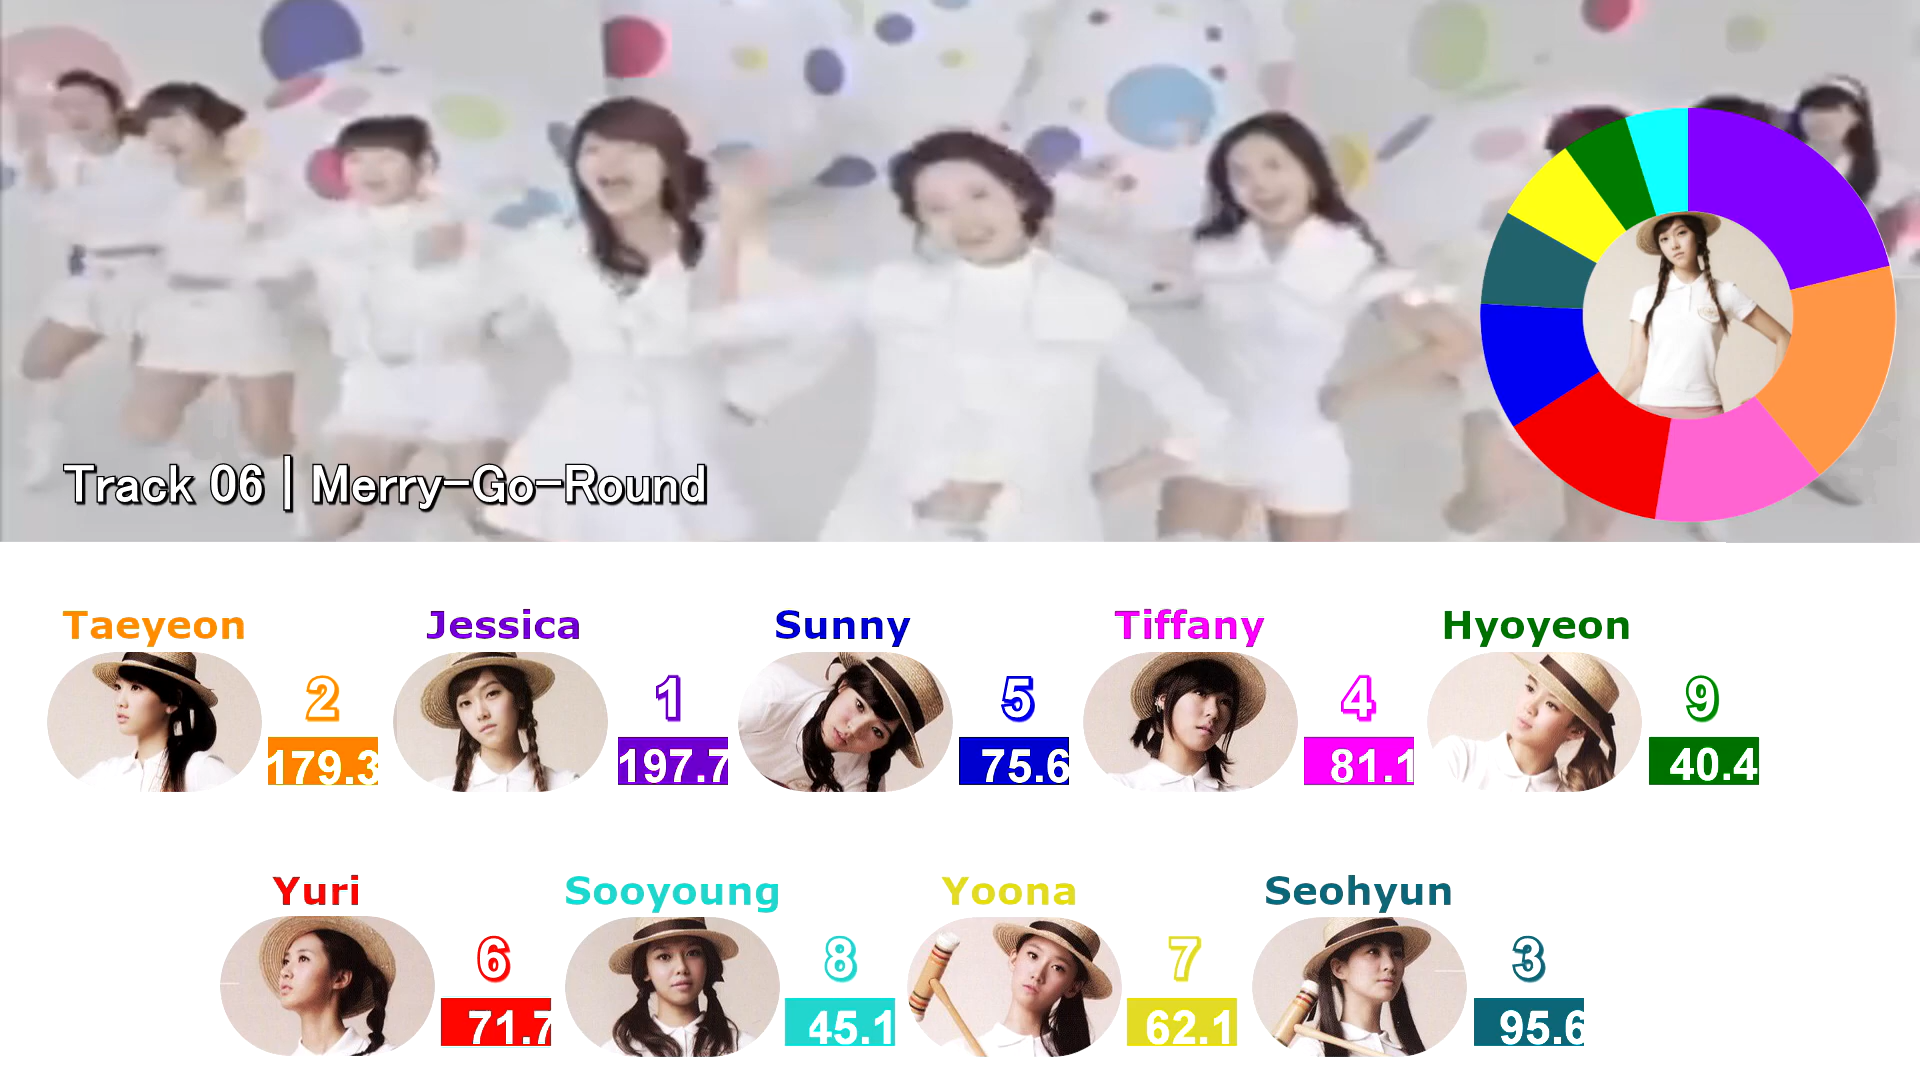 Track 06 | Merry-Go-Round
Taeyeon
2
179.3
Jessica
1
197.7
Sunny
5
75.6
Tiffany
4
81.1
Hyoyeon
9
40.4
Yuri
6
71.7
Sooyoung
8
45.1
Yoona
7
62.1
Seohyun
3
95.6